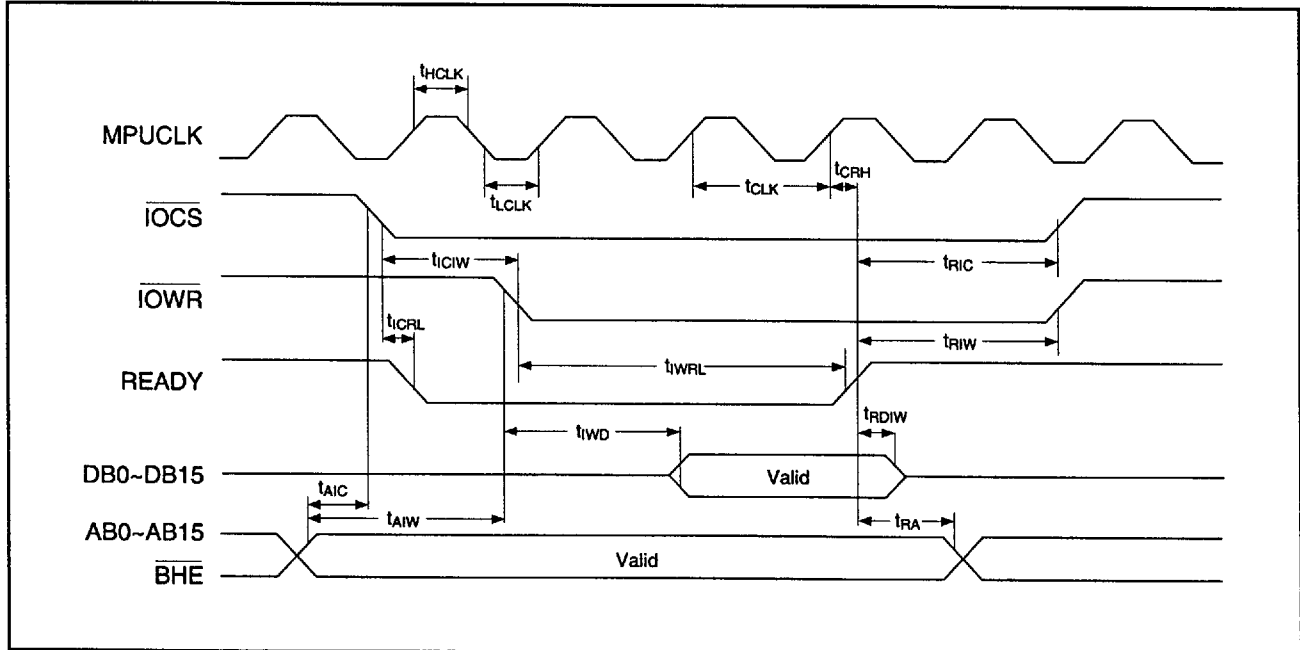 tHCLK
MPUCLK
tLCLK
tCLK
tCRH
IOCS
tICIW
tRIC
IOWR
tICRL
tRIW
READY
tIWRL
tRDIW
tIWD
DB0~DB15
Valid
tAIC
tAIW
tRA
AB0~AB15
Valid
BHE